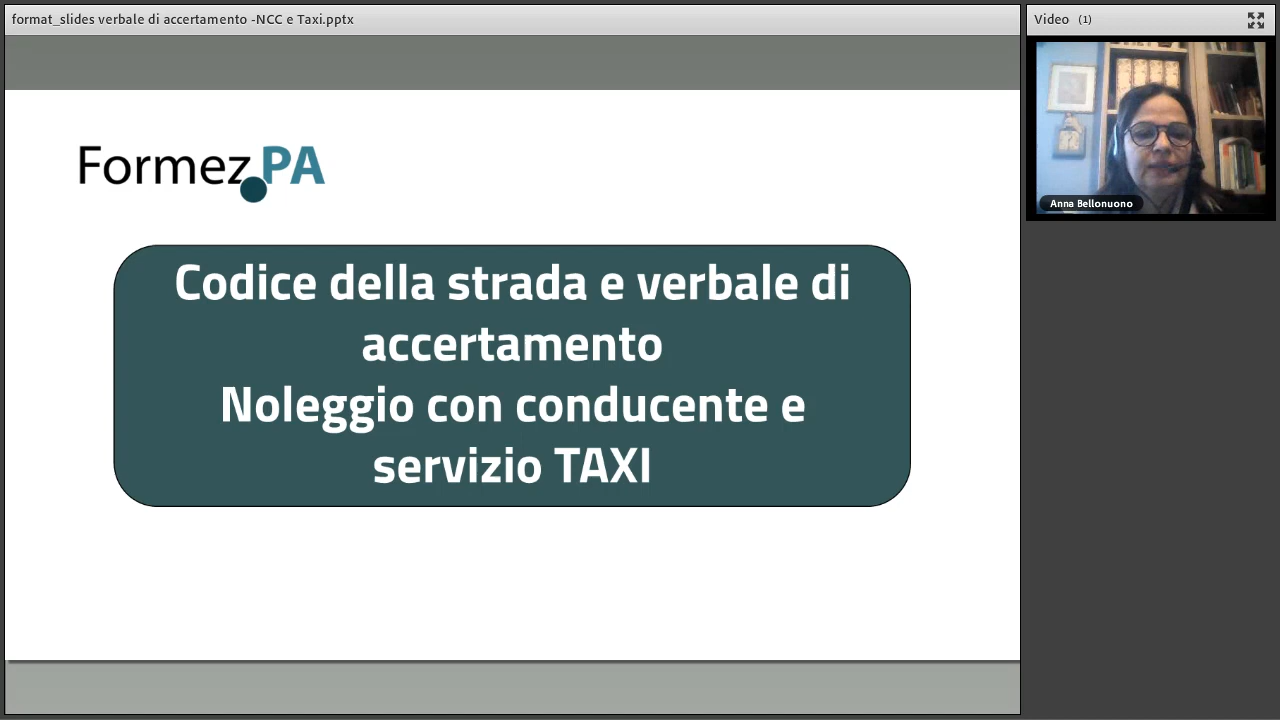 format_slides verbale di accertamento -NCC e Taxi.pptx
Video (1)
Anna Bellonuono
Formez PA
Codice della strada e verbale di
accertamento
Noleggio con conducente e
servizio TAXI